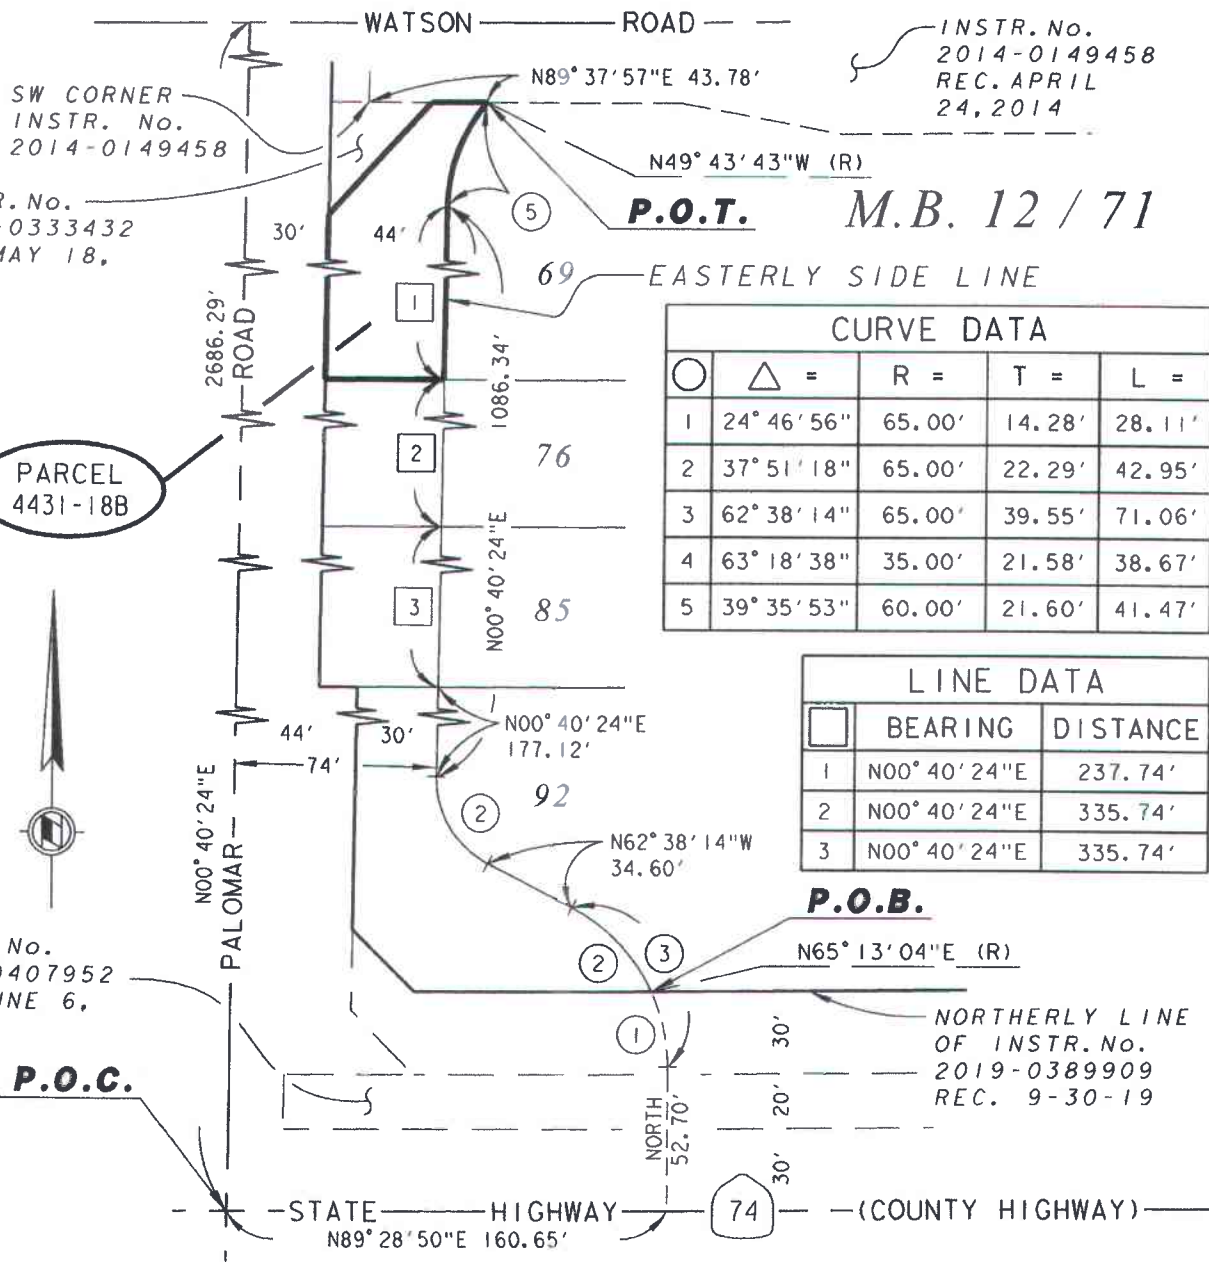 WATSON ROAD
INSTR. No.
2014-0149458
REC. APRIL
24, 2014
N89°37'57"E 43.78'
SW CORNER
INSTR. No.
2014-0149458
N49°43'43"W (R)
P.O.T.
M.B. 12 / 71
No.
-0333432
MAY 18,
30'
44'
5
69
EASTERLY SIDE LINE
1
2686.29'
ROAD
1086.34'
CURVE DATA
○ △ = R = T = L =
1 24°46'56" 65.00' 14.28' 28.11'
2 37°51'18" 65.00' 22.29' 42.95'
3 62°38'14" 65.00' 39.55' 71.06'
4 63°18'38" 35.00' 21.58' 38.67'
5 39°35'53" 60.00' 21.60' 41.47'
PARCEL
4431-18B
2
76
N00°40'24"E
3
85
LINE DATA
□ BEARING DISTANCE
1 N00°40'24"E 237.74'
2 N00°40'24"E 335.74'
3 N00°40'24"E 335.74'
44'
30'
N00°40'24"E
177.12'
74'
N00°40'24"E
PALOMAR
92
2
N62°38'14"W
34.60'
P.O.B.
N65°13'04"E (R)
2
3
No.
407952
NE 6,
1
30'
NORTHERLY LINE
OF INSTR. No.
2019-0389909
REC. 9-30-19
P.O.C.
NORTH
52.70'
20'
30'
STATE HIGHWAY 74 (COUNTY HIGHWAY)
N89°28'50"E 160.65'